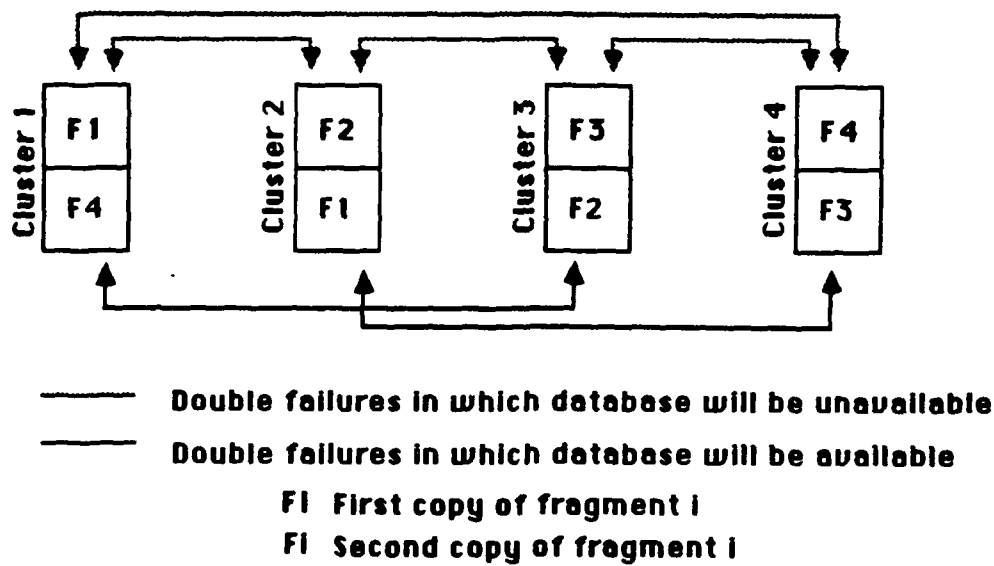 Cluster 1
F1
F4
Cluster 2
F2
F1
Cluster 3
F3
F2
Cluster 4
F4
F3
Double failures in which database will be unavailable
Double failures in which database will be available
Fi First copy of fragment i
Fi Second copy of fragment i